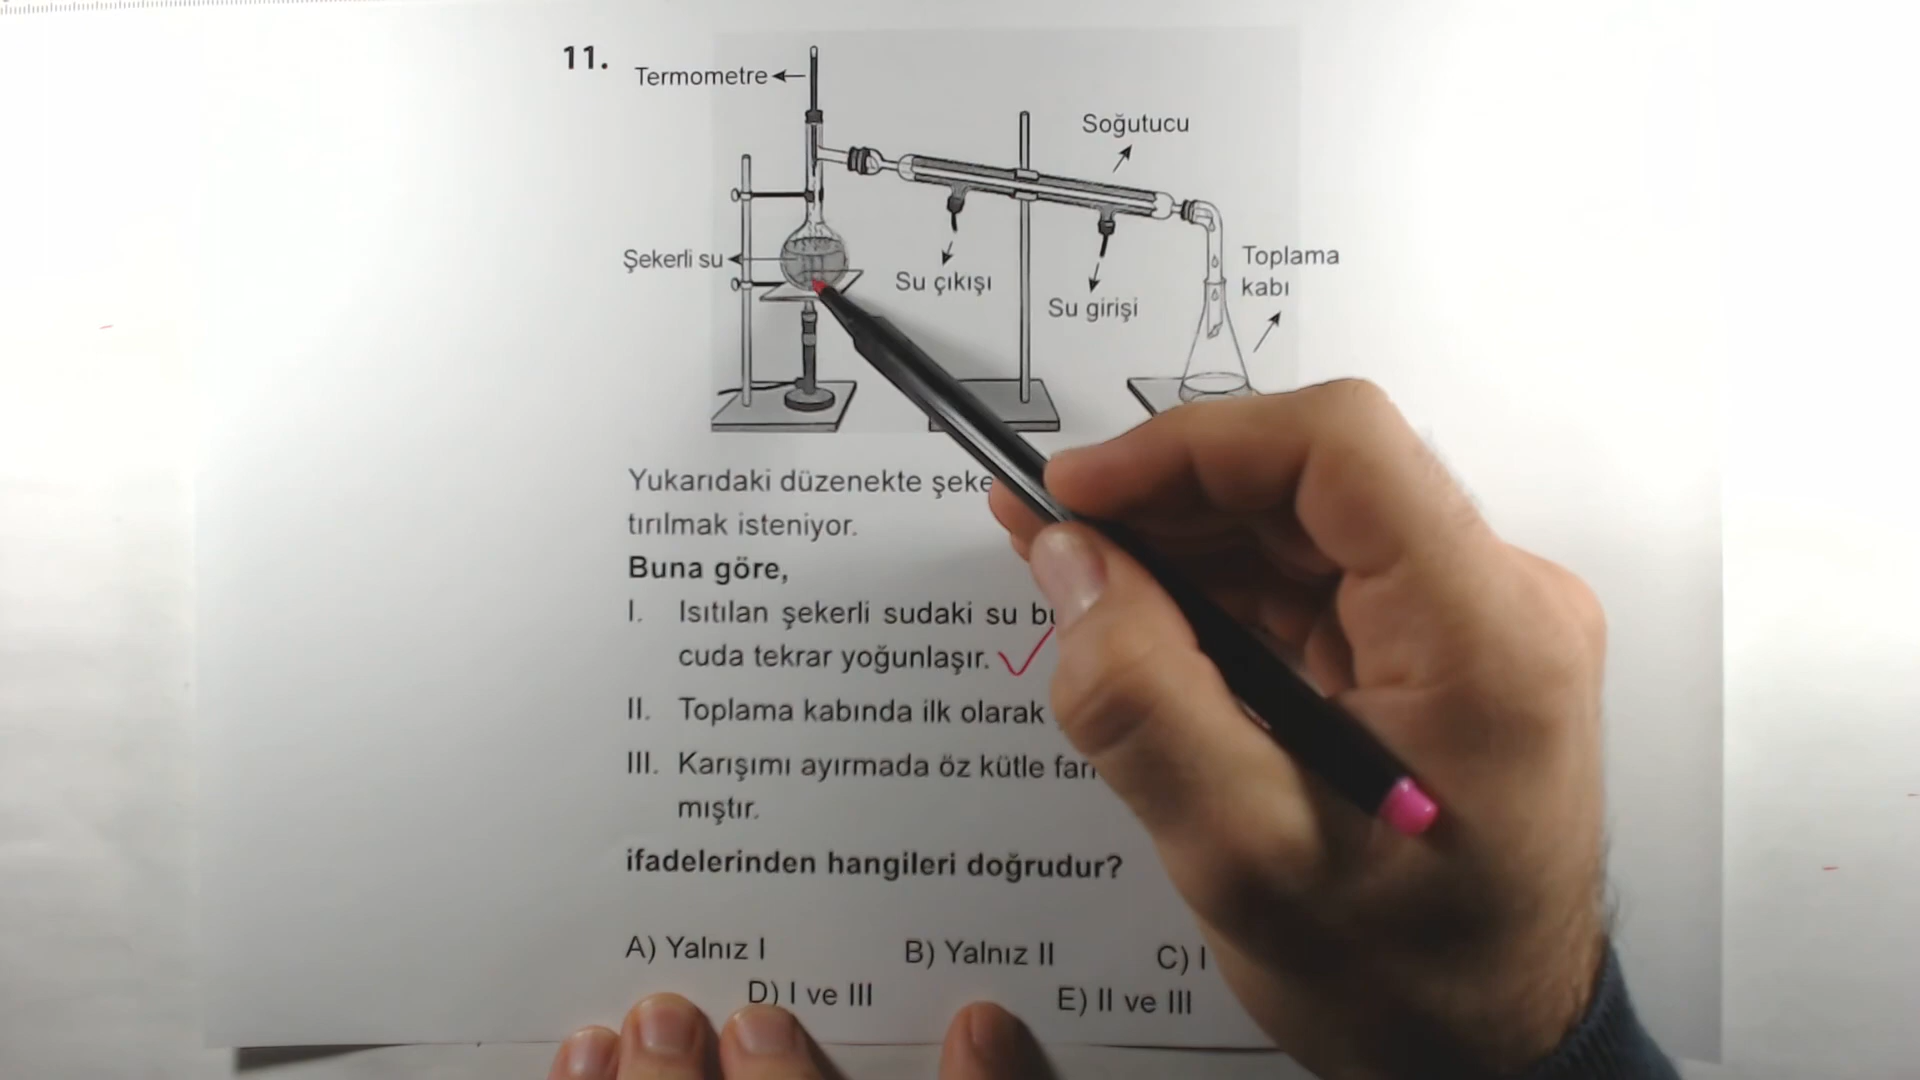 11.
Termometre
Soğutucu
Şekerli su
Su çıkışı
Su girişi
Toplama
kabı
Yukarıdaki düzenekte şeke
tırılmak isteniyor.
Buna göre,
I. Isıtılan şekerli sudaki su
cuda tekrar yoğunlaşır.
II. Toplama kabında ilk olarak
III. Karışımı ayırmada öz kütle
mıştır.
ifadelerinden hangileri doğrudur?
A) Yalnız I B) Yalnız II C) I
D) I ve III E) II ve III